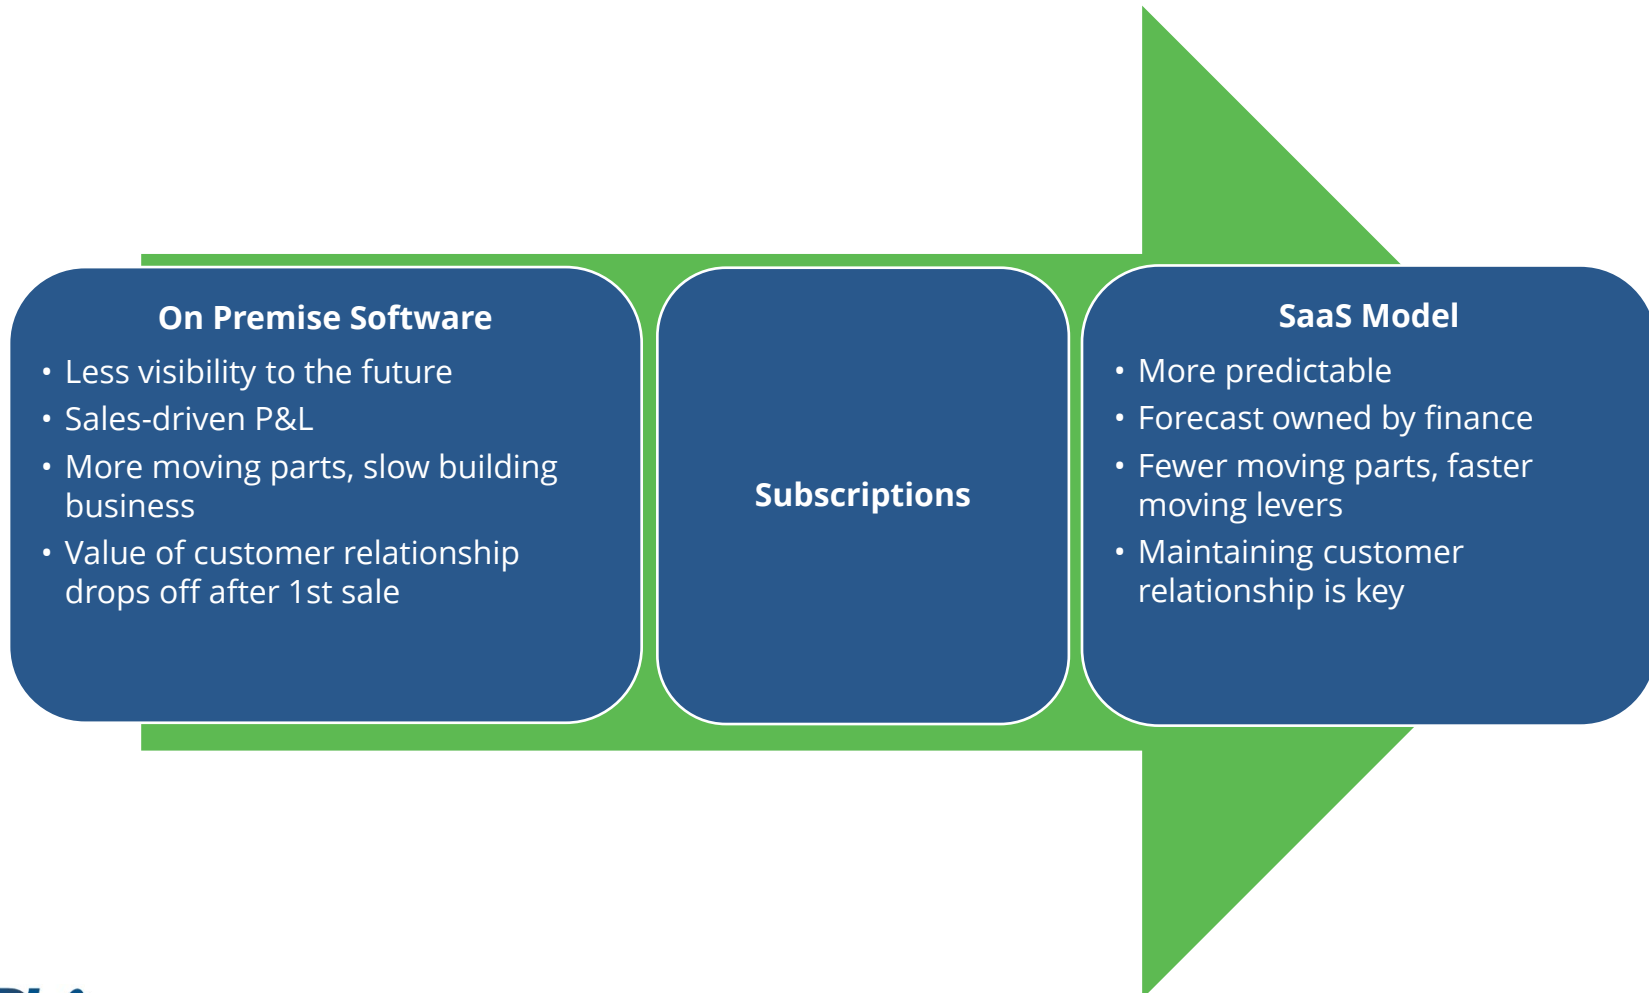 On Premise Software
• Less visibility to the future
• Sales-driven P&L
• More moving parts, slow building
business
• Value of customer relationship
drops off after 1st sale
Subscriptions
SaaS Model
• More predictable
• Forecast owned by finance
• Fewer moving parts, faster
moving levers
• Maintaining customer
relationship is key